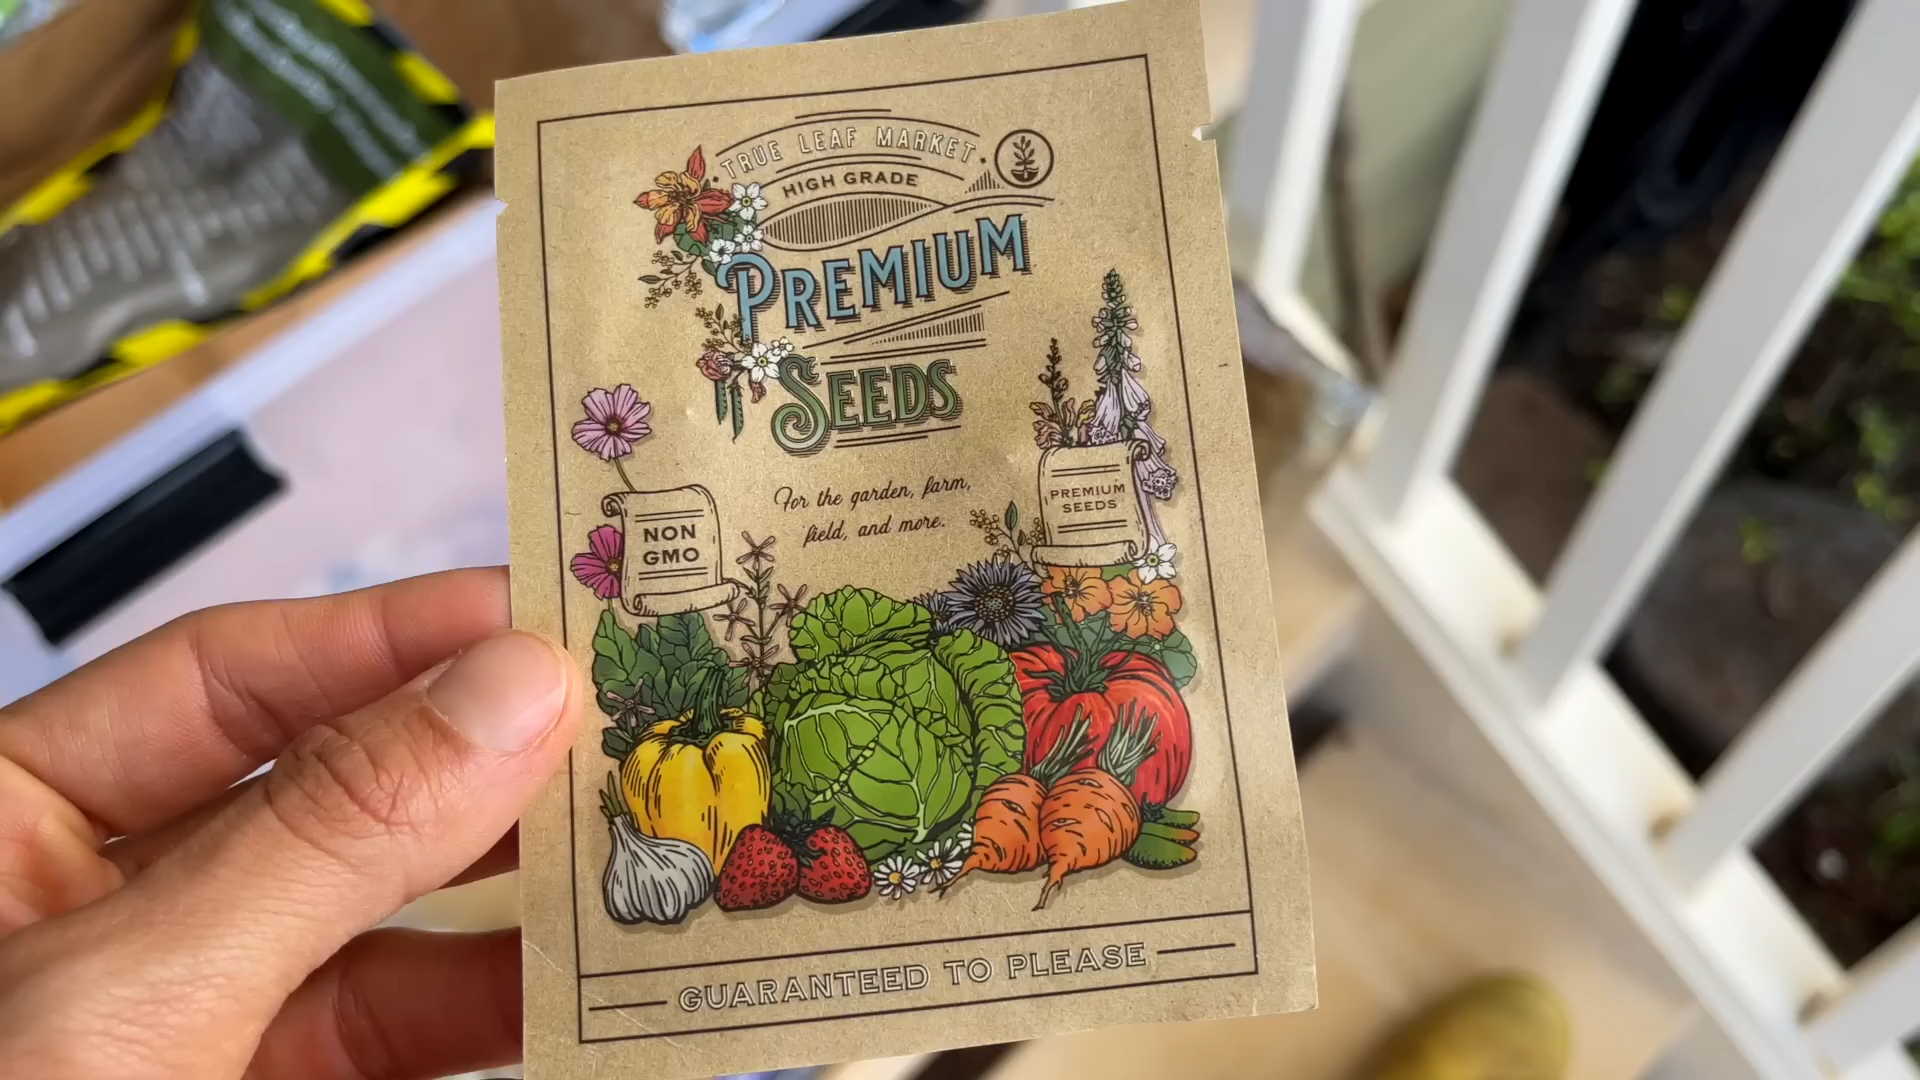 TRUE LEAF MARKET
HIGH GRADE
PREMIUM
SEEDS
For the garden, farm,
field, and more.
NON
GMO
PREMIUM
SEEDS
GUARANTEED TO PLEASE